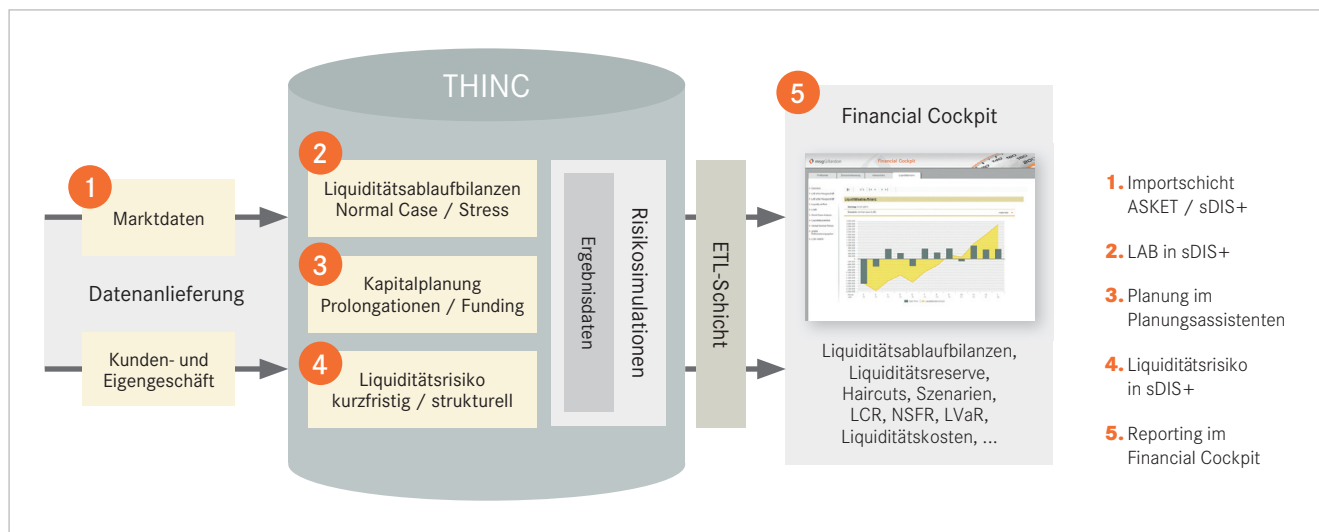 THINC
1
Marktdaten
Datenanlieferung
Kunden- und
Eigengeschäft
2
Liquiditätsablaufbilanzen
Normal Case / Stress
3
Kapitalplanung
Prolongationen / Funding
4
Liquiditätsrisiko
kurzfristig / strukturell
Ergebnisdaten
Risikosimulationen
ETL-Schicht
5
Financial Cockpit
Financial Cockpit
Liquiditätsablaufbilanzen,
Liquiditätsreserve,
Haircuts, Szenarien,
LCR, NSFR, LVaR,
Liquiditätskosten, ...
1. Importschicht
ASKET / sDIS+
2. LAB in sDIS+
3. Planung im
Planungsassistenten
4. Liquiditätsrisiko
in sDIS+
5. Reporting im
Financial Cockpit